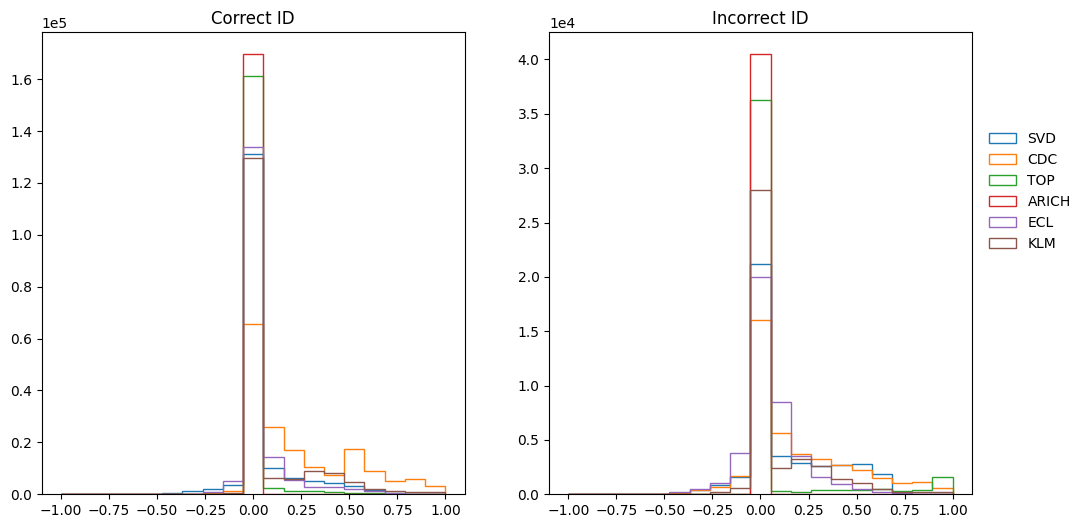 Correct ID
1e5
1.6
1.4
1.2
1.0
0.8
0.6
0.4
0.2
0.0
−1.00 −0.75 −0.50 −0.25 0.00 0.25 0.50 0.75 1.00
Incorrect ID
1e4
4.0
3.5
3.0
2.5
2.0
1.5
1.0
0.5
0.0
−1.00 −0.75 −0.50 −0.25 0.00 0.25 0.50 0.75 1.00
SVD
CDC
TOP
ARICH
ECL
KLM